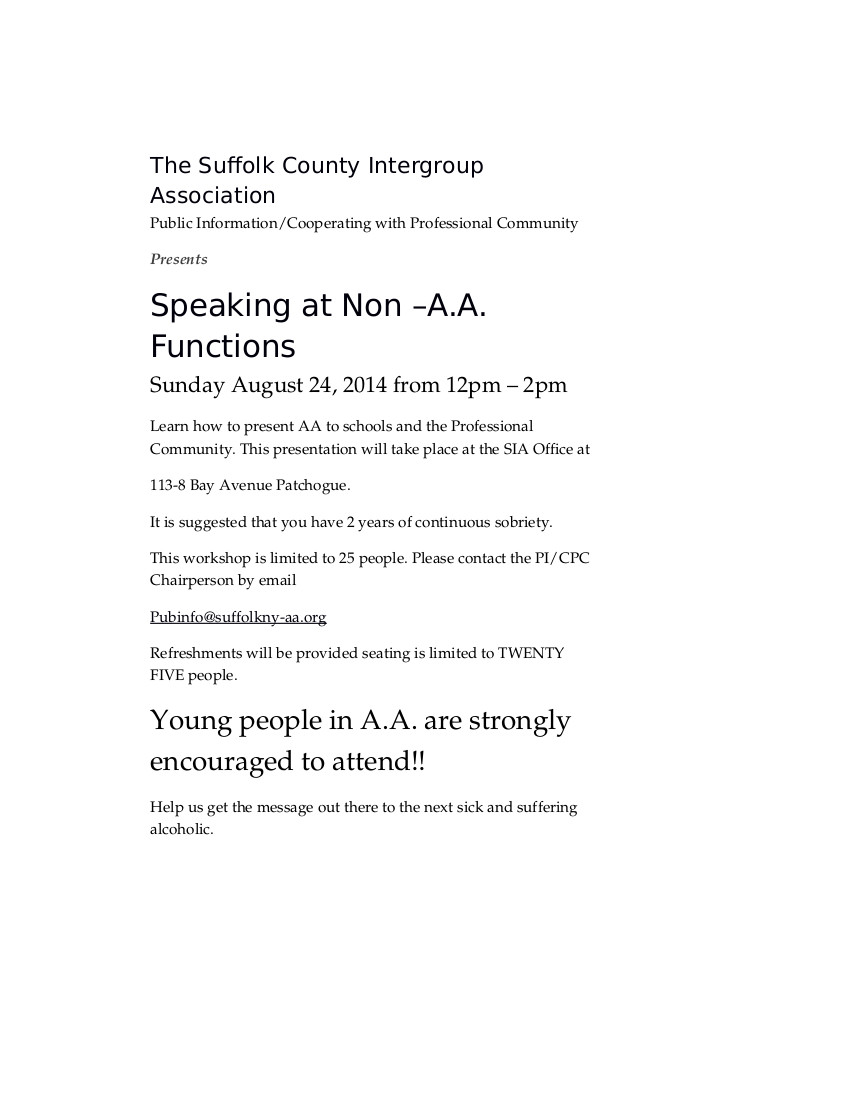 The Suffolk County Intergroup
Association
Public Information/Cooperating with Professional Community
Presents
Speaking at Non –A.A.
Functions
Sunday August 24, 2014 from 12pm – 2pm
Learn how to present AA to schools and the Professional
Community. This presentation will take place at the SIA Office at
113-8 Bay Avenue Patchogue.
It is suggested that you have 2 years of continuous sobriety.
This workshop is limited to 25 people. Please contact the PI/CPC
Chairperson by email
Pubinfo@suffolkny-aa.org
Refreshments will be provided seating is limited to TWENTY
FIVE people.
Young people in A.A. are strongly
encouraged to attend!!
Help us get the message out there to the next sick and suffering
alcoholic.